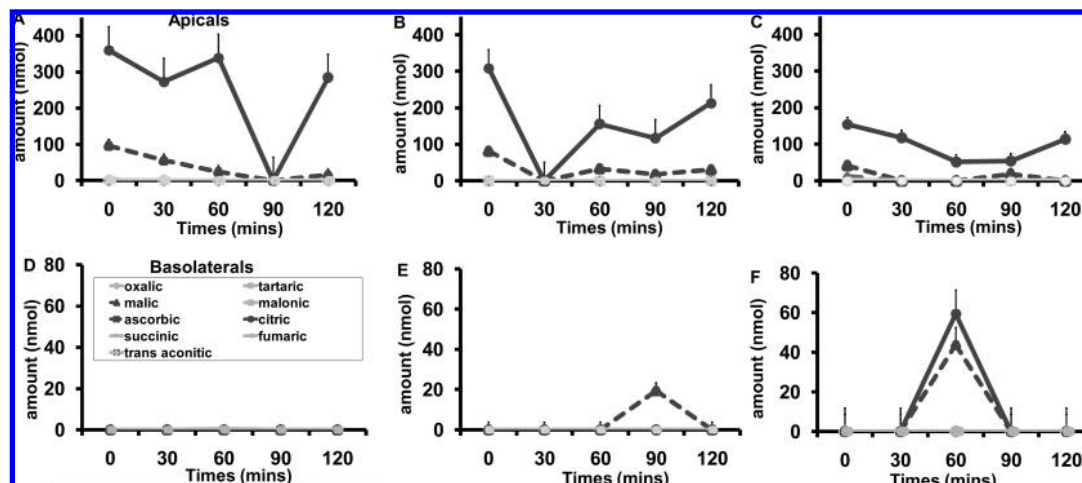 A Apicals
amount (nmol)
400
300
200
100
0
0 30 60 90 120
Times (mins)
B
amount (nmol)
400
300
200
100
0
0 30 60 90 120
Times (mins)
C
amount (nmol)
400
300
200
100
0
0 30 60 90 120
Times (mins)
D Basolaterals
amount (nmol)
80
60
40
20
0
oxalic tartaric
malic malonic
ascorbic citric
succinic fumaric
trans aconitic
0 30 60 90 120
Times (mins)
E
amount (nmol)
80
60
40
20
0
0 30 60 90 120
Times (mins)
F
amount (nmol)
80
60
40
20
0
0 30 60 90 120
Times (mins)